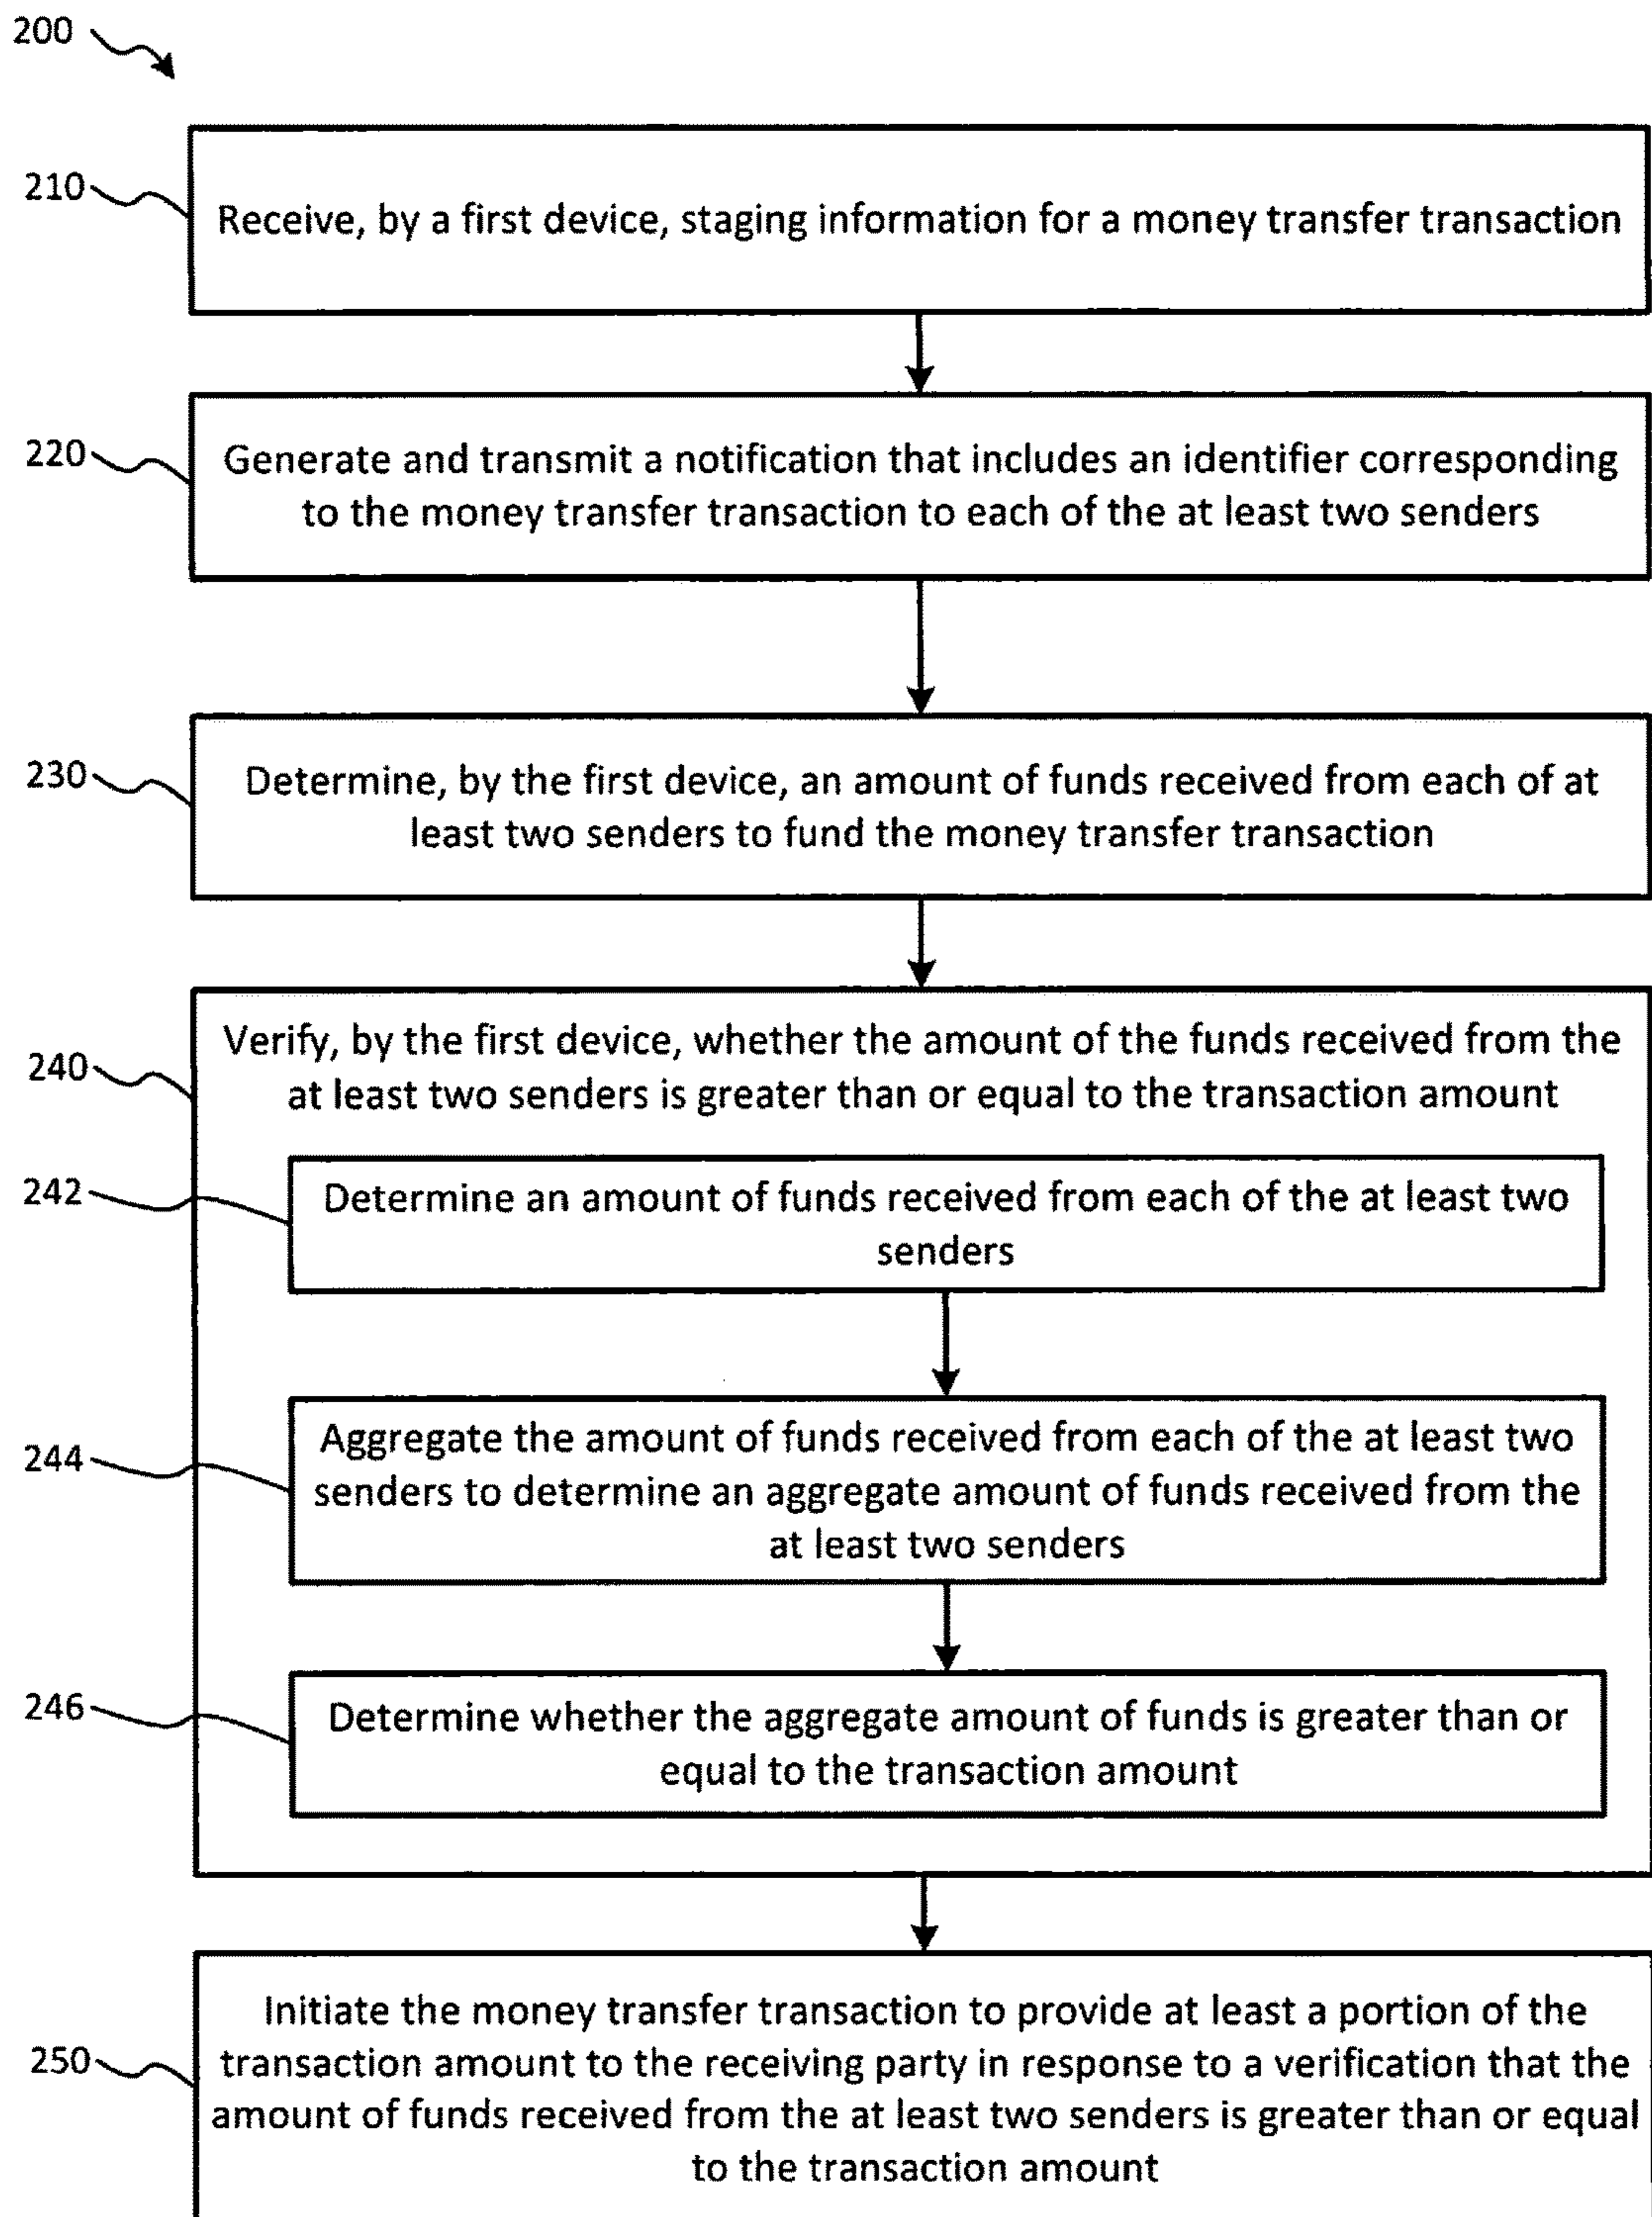 200
210
Receive, by a first device, staging information for a money transfer transaction
220
Generate and transmit a notification that includes an identifier corresponding
to the money transfer transaction to each of the at least two senders
230
Determine, by the first device, an amount of funds received from each of at
least two senders to fund the money transfer transaction
240
Verify, by the first device, whether the amount of the funds received from the
at least two senders is greater than or equal to the transaction amount
242
Determine an amount of funds received from each of the at least two
senders
244
Aggregate the amount of funds received from each of the at least two
senders to determine an aggregate amount of funds received from the
at least two senders
246
Determine whether the aggregate amount of funds is greater than or
equal to the transaction amount
250
Initiate the money transfer transaction to provide at least a portion of the
transaction amount to the receiving party in response to a verification that the
amount of funds received from the at least two senders is greater than or equal
to the transaction amount